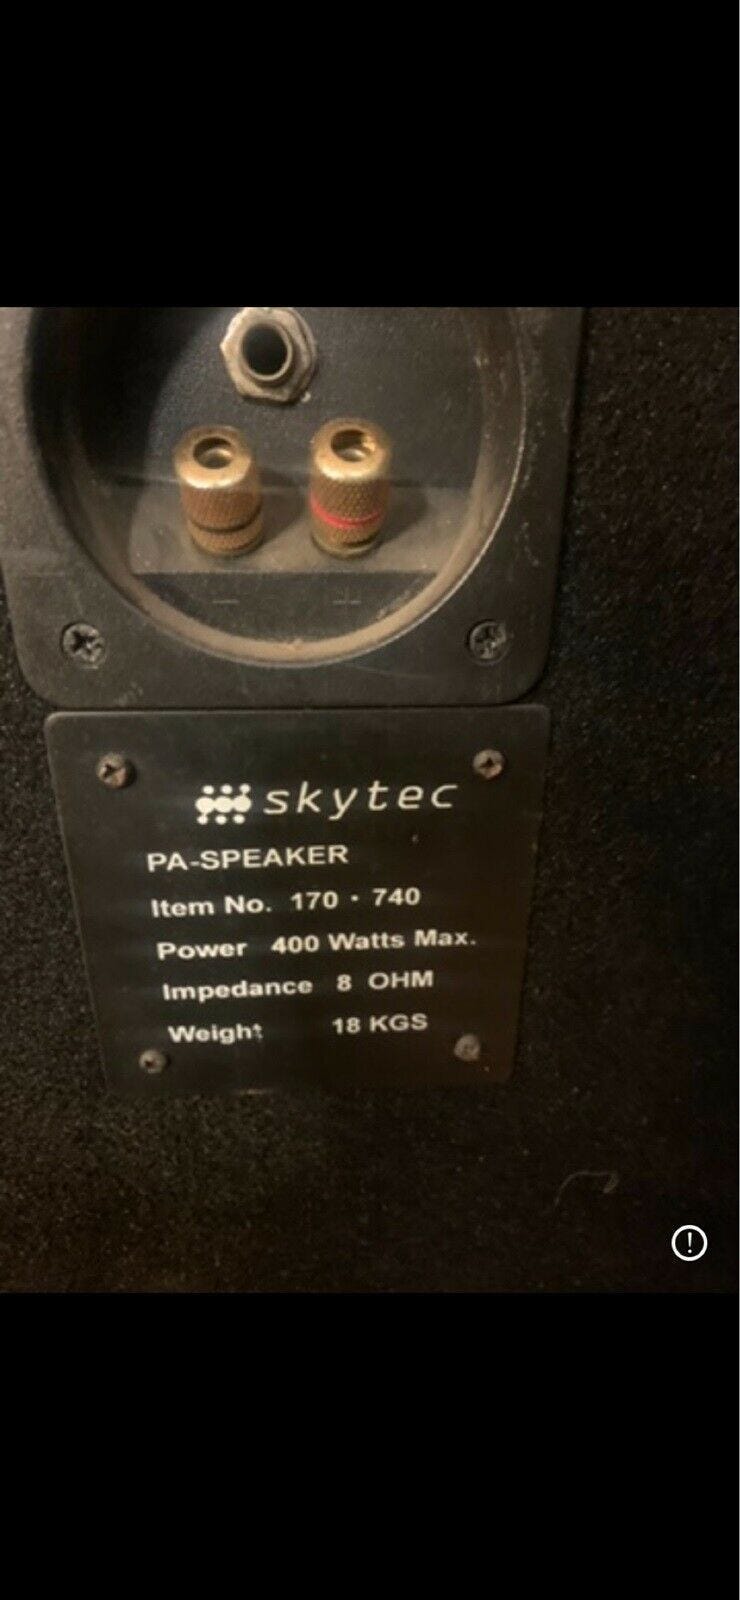 − +
skytec
PA-SPEAKER
Item No. 170 · 740
Power 400 Watts Max.
Impedance 8 OHM
Weight 18 KGS